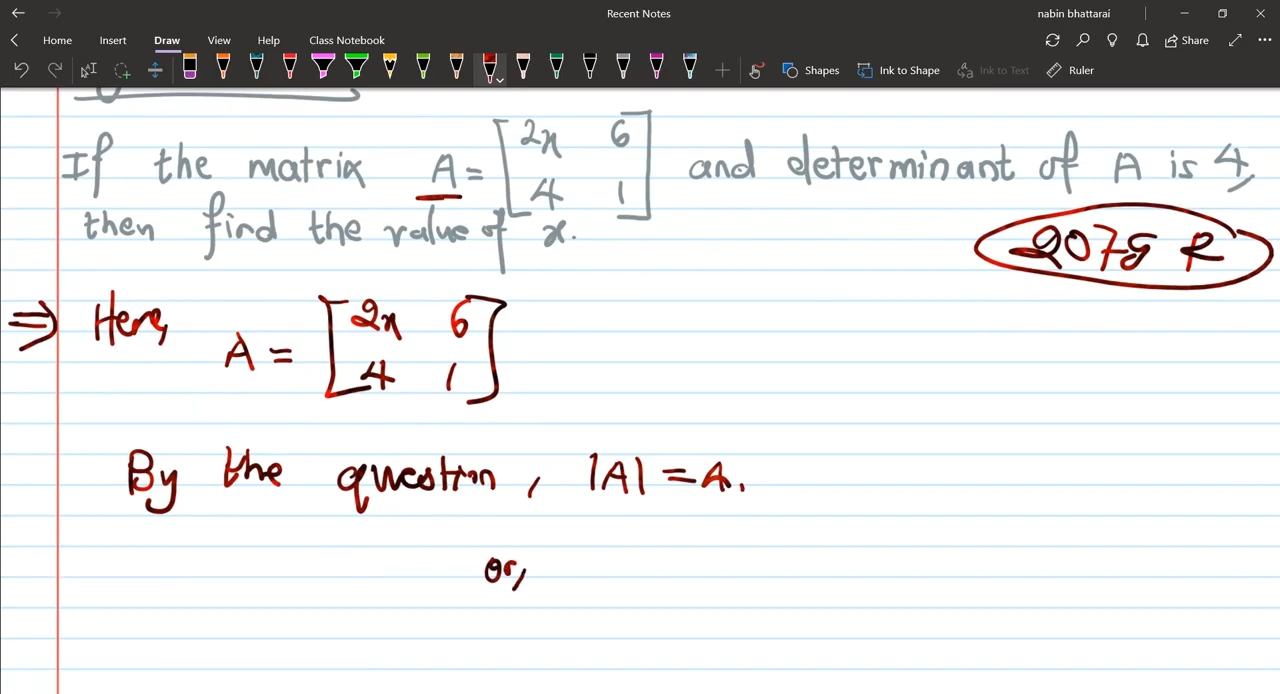 Recent Notes
nabin bhattarai
Home Insert Draw View Help Class Notebook
Share
Shapes Ink to Shape Ink to Text Ruler
If the matrix A = [2x 6
4 1] and determinant of A is 4,
then find the value of x.
2075 R
⇒ Here,
A = [2x 6
4 1]
By the question, |A| = 4.
or,